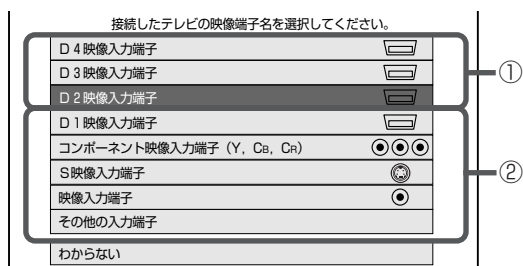 接続したテレビの映像端子名を選択してください。
D4映像入力端子
D3映像入力端子
D2映像入力端子
①
D1映像入力端子
コンポーネント映像入力端子(Y, CB, CR)
S映像入力端子
②
映像入力端子
その他の入力端子
わからない